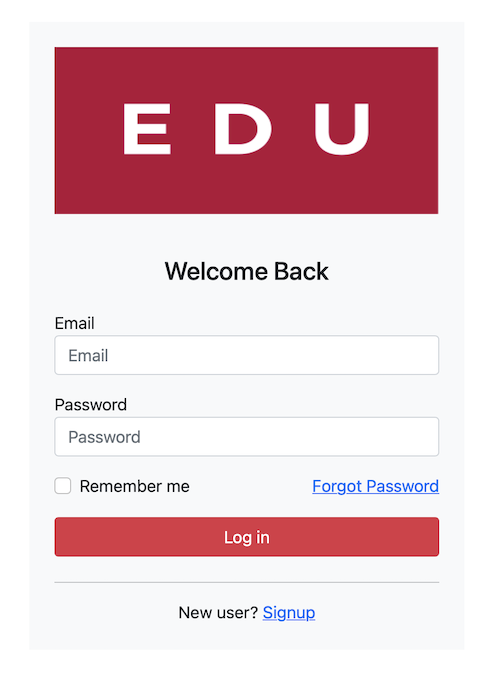 E D U
Welcome Back
Email
Email
Password
Password
Remember me Forgot Password
Log in
New user? Signup